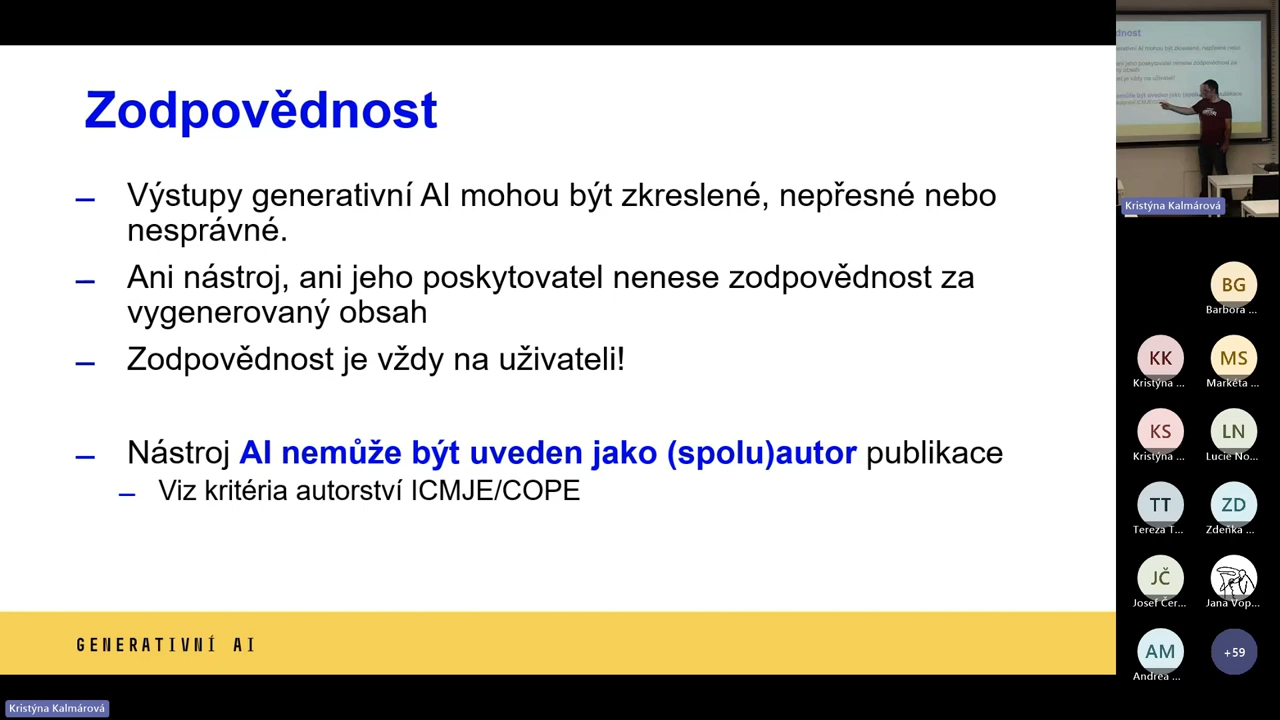 Zodpovědnost
– Výstupy generativní AI mohou být zkreslené, nepřesné nebo
nesprávné.
– Ani nástroj, ani jeho poskytovatel nenese zodpovědnost za
vygenerovaný obsah
– Zodpovědnost je vždy na uživateli!
– Nástroj AI nemůže být uveden jako (spolu)autor publikace
– Viz kritéria autorství ICMJE/COPE
GENERATIVNÍ AI
Kristýna Kalmárová
Kristýna Kalmárová
BG
Barbora ...
KK
Kristýna ...
MS
Markéta ...
KS
Kristýna ...
LN
Lucie No...
TT
Tereza T...
ZD
Zdeňka ...
JČ
Josef Čer...
Jana Vop...
AM
Andrea ...
+59